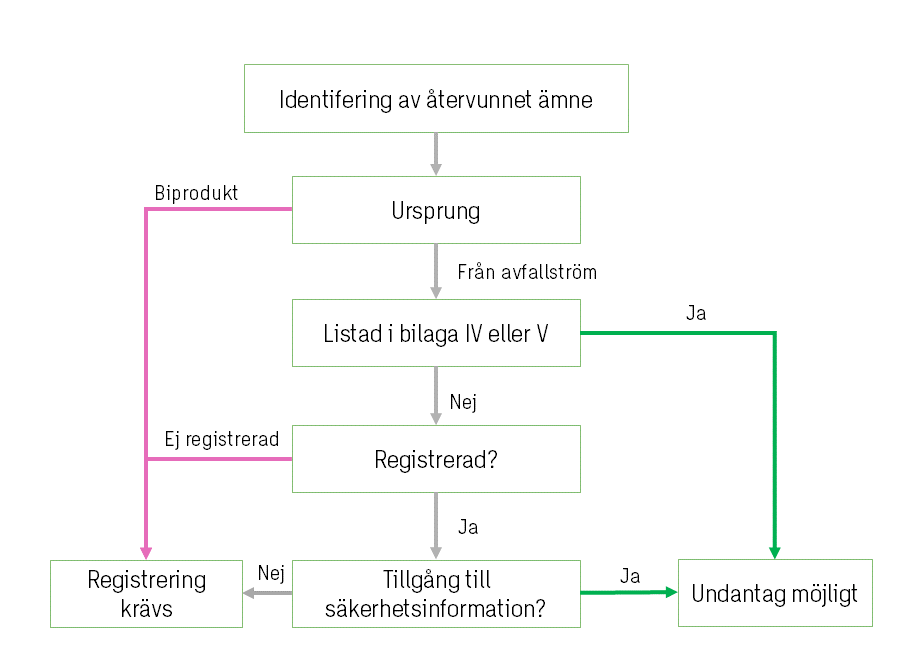 Identifering av återvunnet ämne
Biprodukt
Ursprung
Från avfallström
Ja
Listad i bilaga IV eller V
Nej
Ej registrerad
Registrerad?
Ja
Nej
Ja
Registrering
krävs
Tillgång till
säkerhetsinformation?
Undantag möjligt